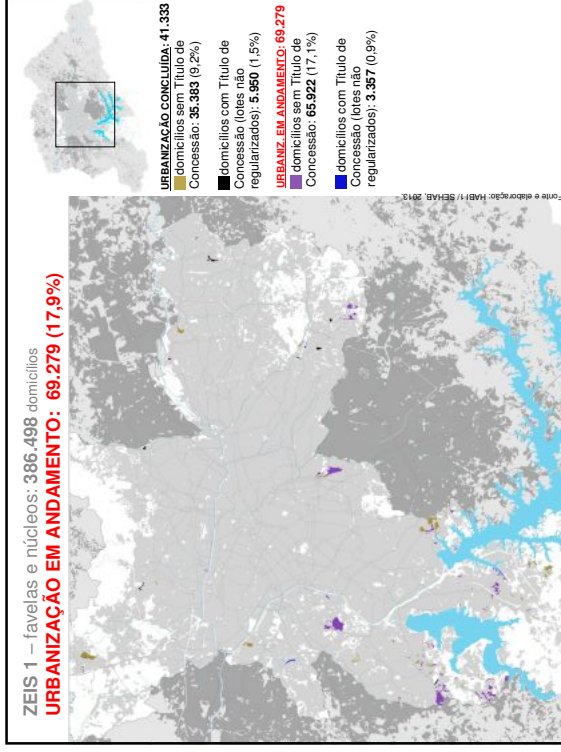 ZEIS 1 – favelas e núcleos: 386.498 domicílios
URBANIZAÇÃO EM ANDAMENTO: 69.279 (17,9%)
URBANIZAÇÃO CONCLUÍDA: 41.333
domicílios sem Título de
Concessão: 35.383 (9,2%)
domicílios com Título de
Concessão (lotes não
regularizados): 5.950 (1,5%)
URBANIZ. EM ANDAMENTO: 69.279
domicílios sem Título de
Concessão: 65.922 (17,1%)
domicílios com Título de
Concessão (lotes não
regularizados): 3.357 (0,9%)
Fonte e elaboração: HABI 1/ SEHAB, 2013.